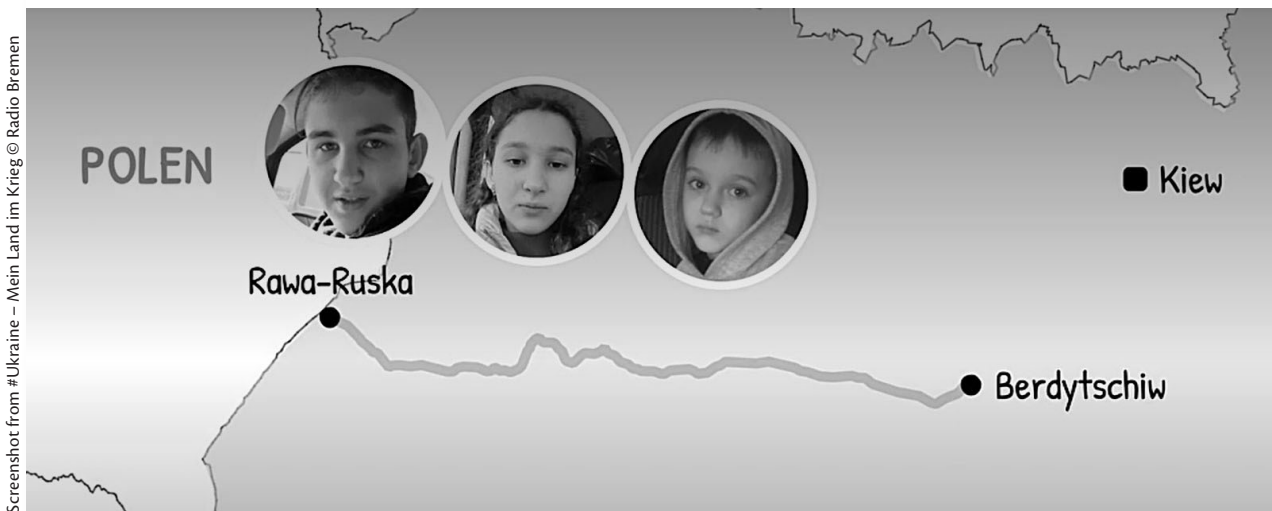 Screenshot from #Ukraine – Mein Land im Krieg © Radio Bremen
POLEN
Kiew
Rawa-Ruska
Berdytschiw